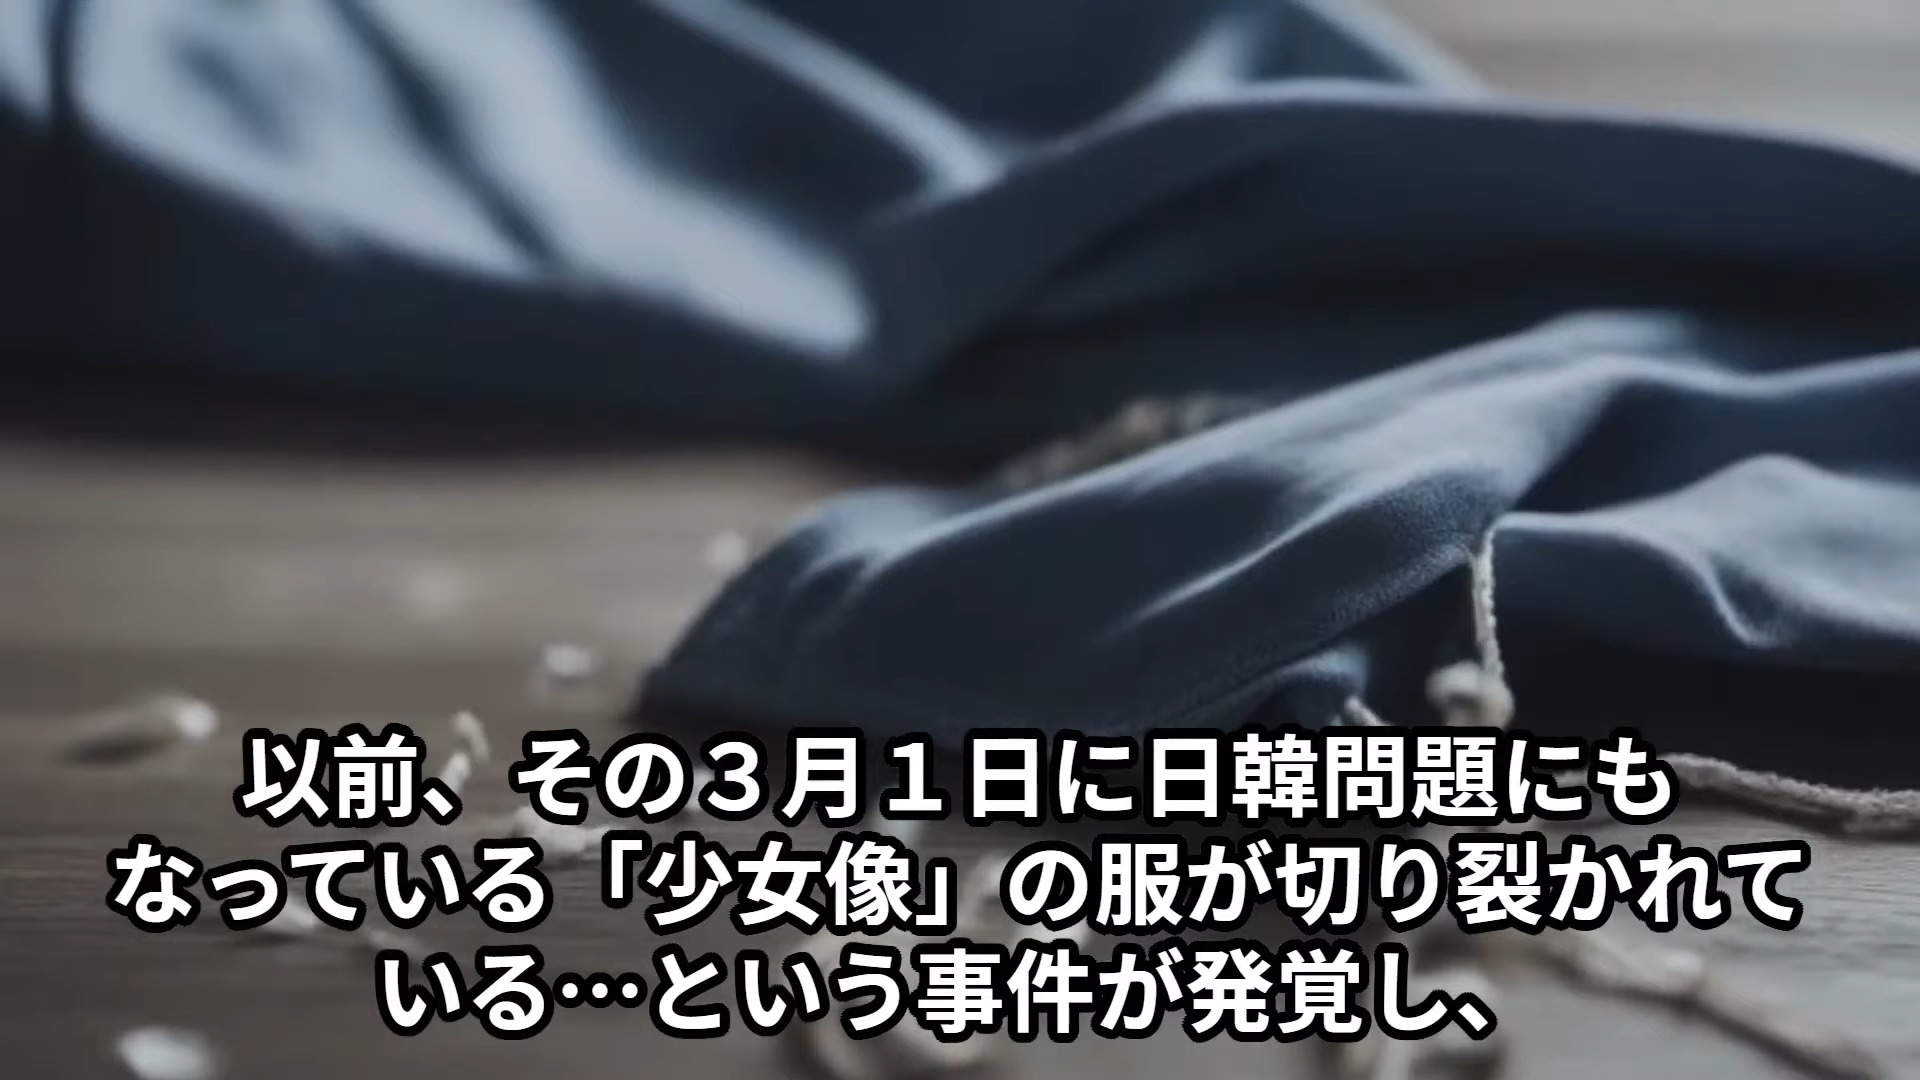 以前、その３月１日に日韓問題にも
なっている「少女像」の服が切り裂かれて
いる…という事件が発覚し、